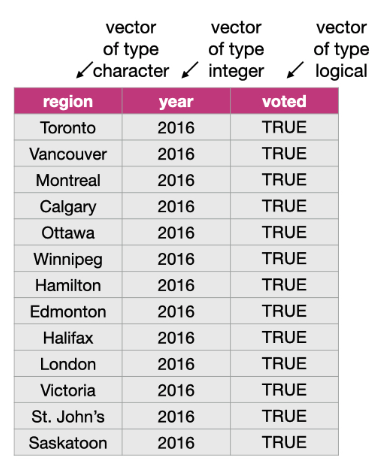 vector vector vector
of type of type of type
character integer logical
region year voted
Toronto 2016 TRUE
Vancouver 2016 TRUE
Montreal 2016 TRUE
Calgary 2016 TRUE
Ottawa 2016 TRUE
Winnipeg 2016 TRUE
Hamilton 2016 TRUE
Edmonton 2016 TRUE
Halifax 2016 TRUE
London 2016 TRUE
Victoria 2016 TRUE
St. John’s 2016 TRUE
Saskatoon 2016 TRUE